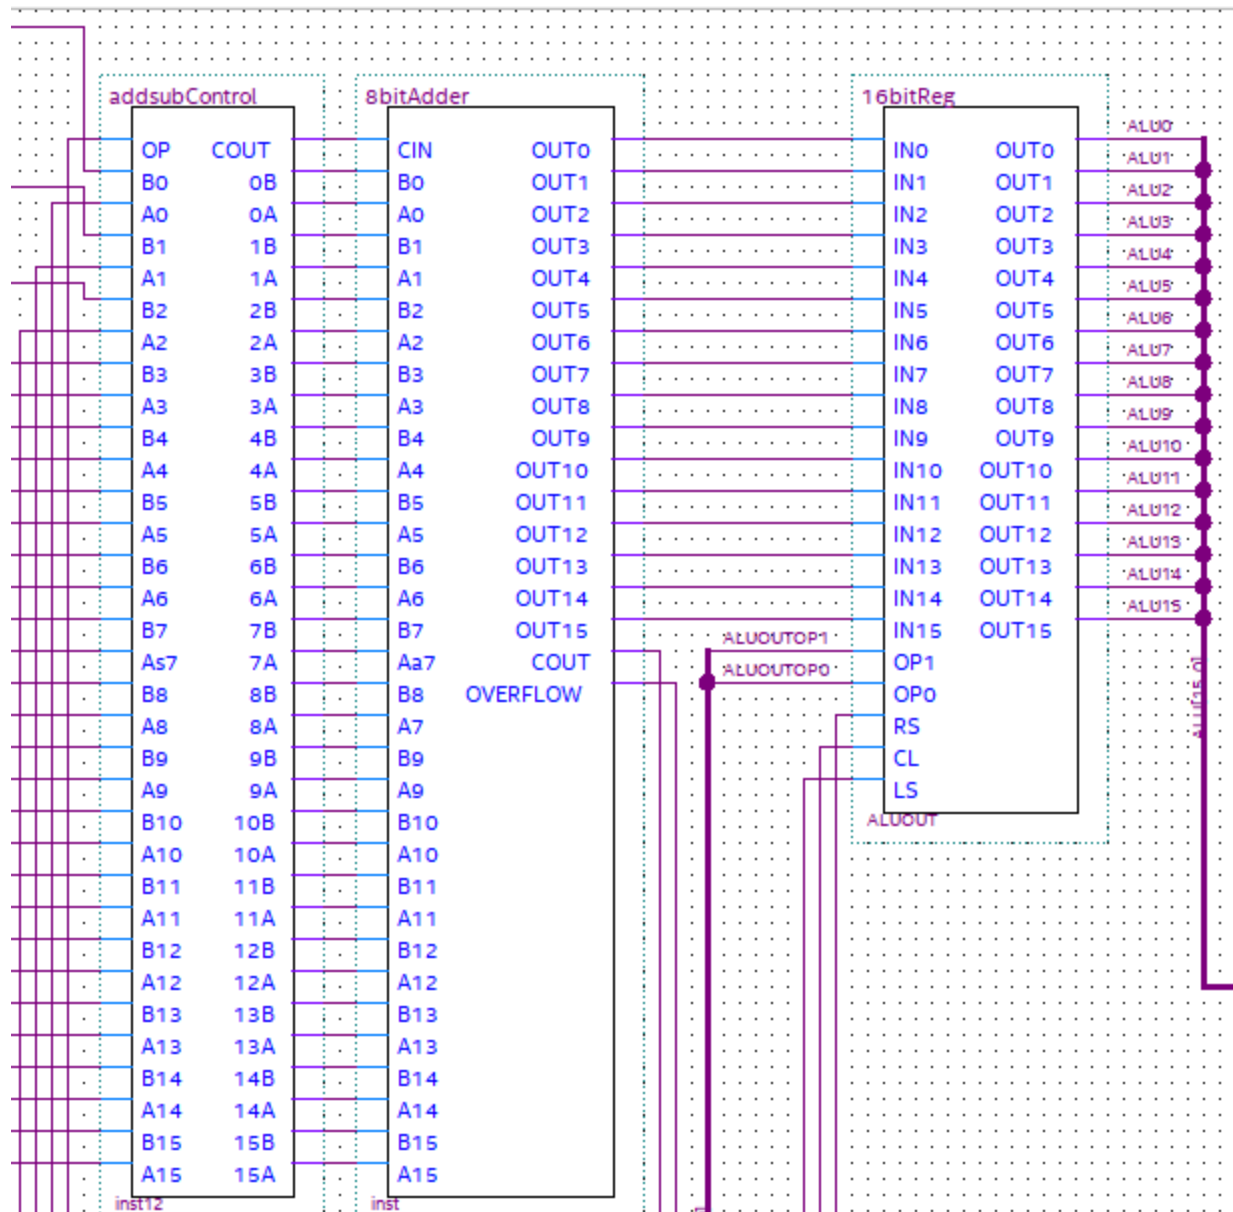 addsubControl 8bitAdder 16bitReg
ALU0
OP COUT CIN OUT0 IN0 OUT0
ALU1
B0 0B B0 OUT1 IN1 OUT1
ALU2
A0 0A A0 OUT2 IN2 OUT2
ALU3
B1 1B B1 OUT3 IN3 OUT3
ALU4
A1 1A A1 OUT4 IN4 OUT4
ALU5
B2 2B B2 OUT5 IN5 OUT5
ALU6
A2 2A A2 OUT6 IN6 OUT6
ALU7
B3 3B B3 OUT7 IN7 OUT7
ALU8
A3 3A A3 OUT8 IN8 OUT8
ALU9
B4 4B B4 OUT9 IN9 OUT9
ALU10
A4 4A A4 OUT10 IN10 OUT10
ALU11
B5 5B B5 OUT11 IN11 OUT11
ALU12
A5 5A A5 OUT12 IN12 OUT12
ALU13
B6 6B B6 OUT13 IN13 OUT13
ALU14
A6 6A A6 OUT14 IN14 OUT14
ALU15
B7 7B B7 OUT15 IN15 OUT15
ALUOUTOP1
As7 7A Aa7 COUT OP1
ALUOUTOP0
B8 8B B8 OVERFLOW OP0
ALU[15..0]
A8 8A A7 RS
B9 9B B9 CL
A9 9A A9 LS
ALUOUT
B10 10B B10
A10 10A A10
B11 11B B11
A11 11A A11
B12 12B B12
A12 12A A12
B13 13B B13
A13 13A A13
B14 14B B14
A14 14A A14
B15 15B B15
A15 15A A15
inst12 inst